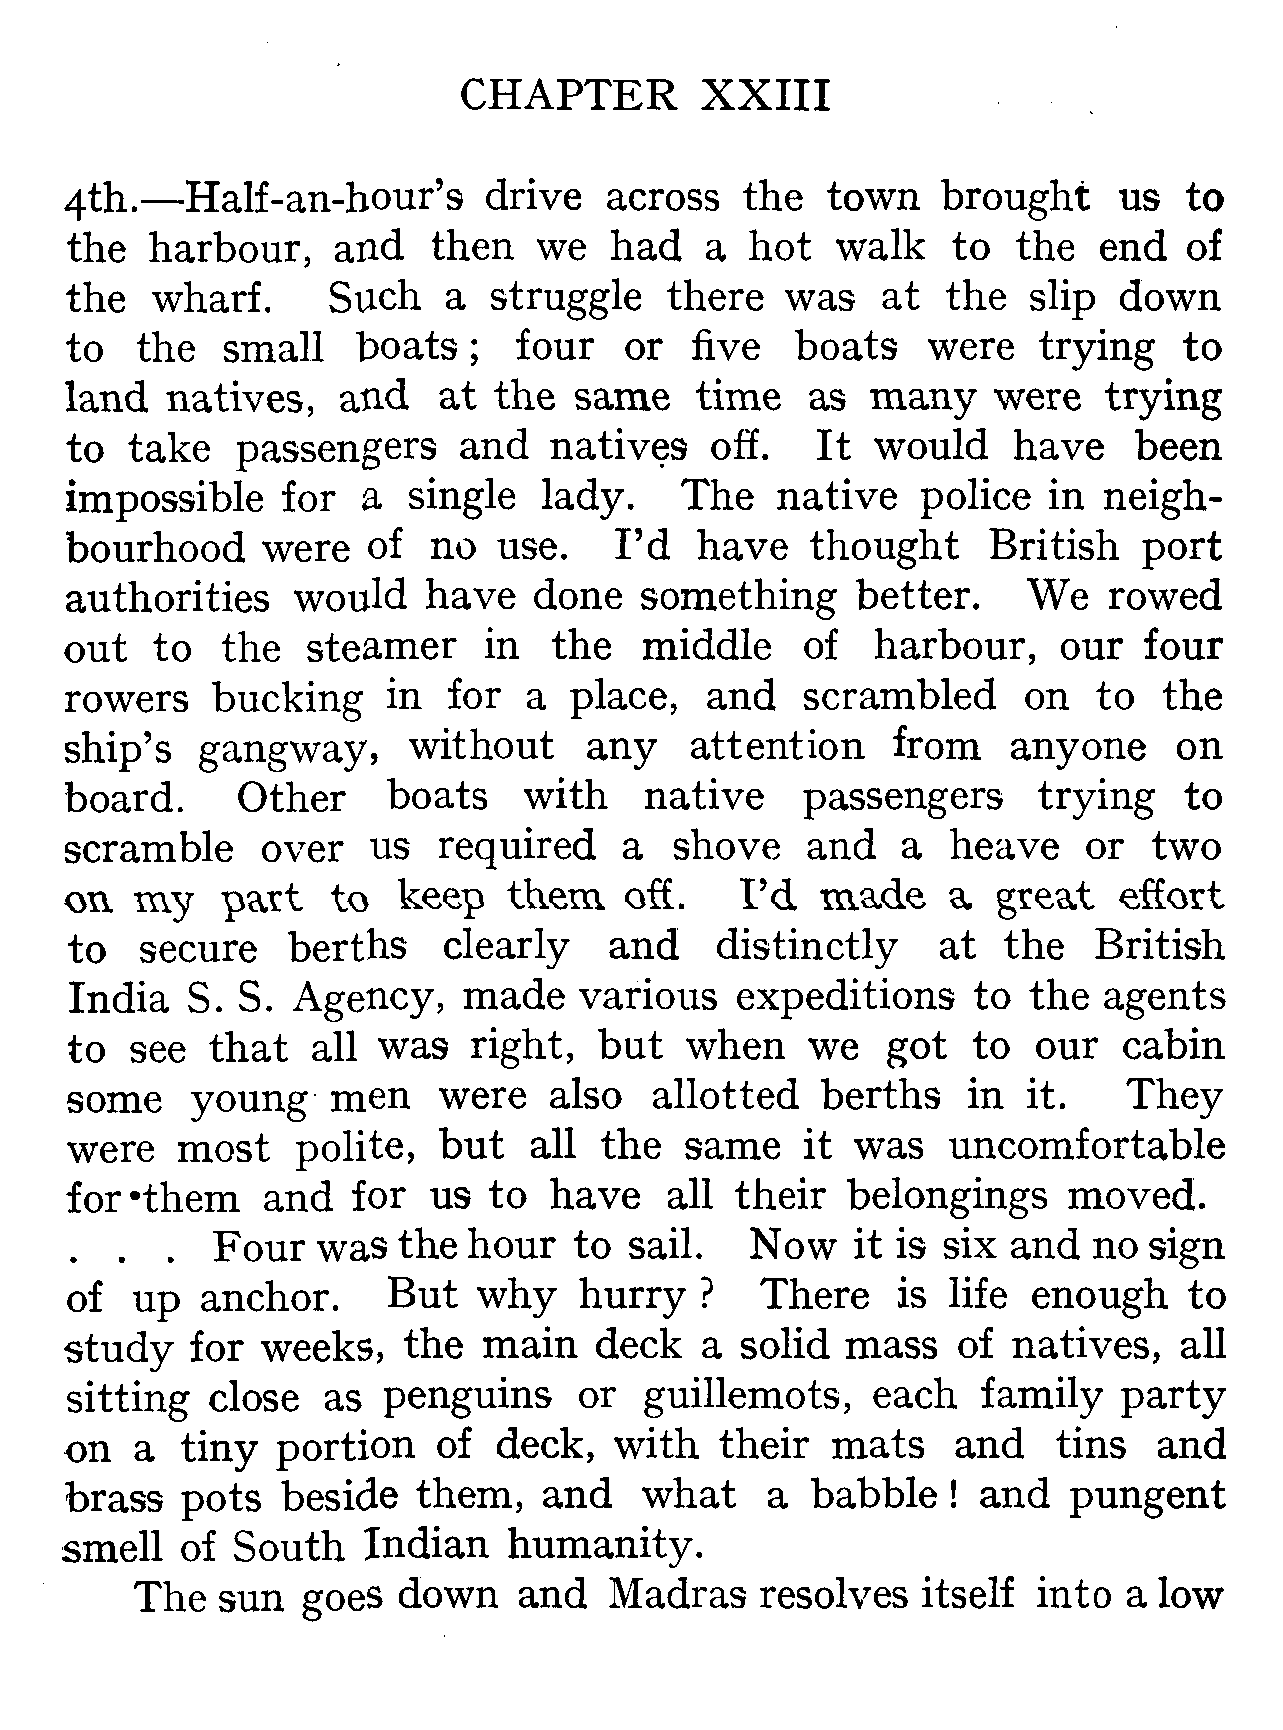 CHAPTER XXIII
4th.—Half-an-hour's drive across the town brought us to
the harbour, and then we had a hot walk to the end of
the wharf. Such a struggle there was at the slip down
to the small boats; four or five boats were trying to
land natives, and at the same time as many were trying
to take passengers and natives off. It would have been
impossible for a single lady. The native police in neigh-
bourhood were of no use. I'd have thought British port
authorities would have done something better. We rowed
out to the steamer in the middle of harbour, our four
rowers bucking in for a place, and scrambled on to the
ship's gangway, without any attention from anyone on
board. Other boats with native passengers trying to
scramble over us required a shove and a heave or two
on my part to keep them off. I'd made a great effort
to secure berths clearly and distinctly at the British
India S. S. Agency, made various expeditions to the agents
to see that all was right, but when we got to our cabin
some young men were also allotted berths in it. They
were most polite, but all the same it was uncomfortable
for them and for us to have all their belongings moved.
. . . Four was the hour to sail. Now it is six and no sign
of up anchor. But why hurry? There is life enough to
study for weeks, the main deck a solid mass of natives, all
sitting close as penguins or guillemots, each family party
on a tiny portion of deck, with their mats and tins and
brass pots beside them, and what a babble! and pungent
smell of South Indian humanity.
The sun goes down and Madras resolves itself into a low